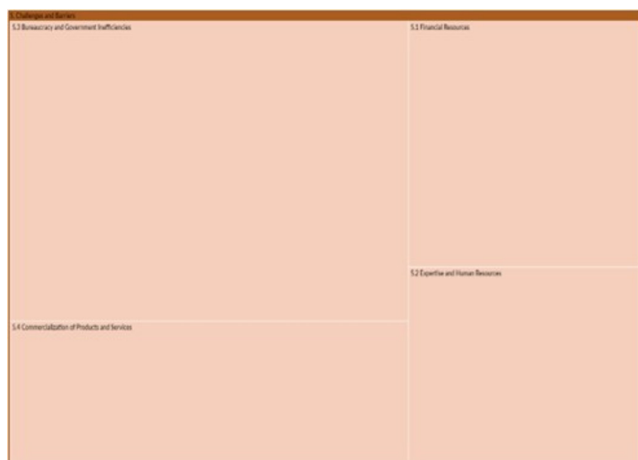 5. Challenges and Barriers
5.3 Bureaucracy and Government Inefficiencies
5.1 Financial Resources
5.2 Expertise and Human Resources
5.4 Commercialization of Products and Services